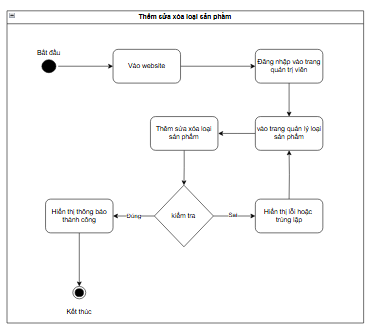 Thêm sửa xóa loại sản phẩm
Bắt đầu
Vào website
Đăng nhập vào trang
quản trị viên
Thêm sửa xóa loại
sản phẩm
vào trang quản lý loại
sản phẩm
Hiển thị thông báo
thành công
Đúng
kiểm tra
Sai
Hiển thị lỗi hoặc
trùng lặp
Kết thúc